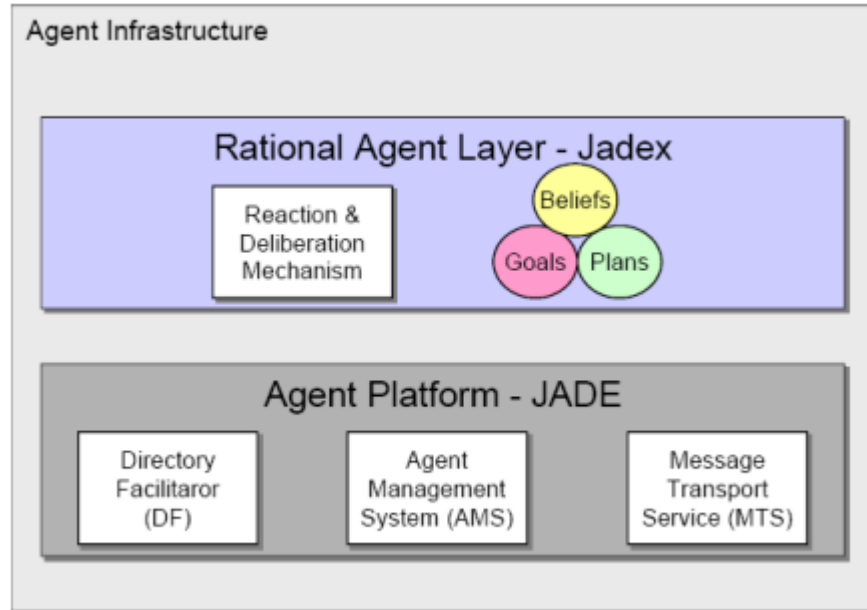 Agent Infrastructure
Rational Agent Layer - Jadex
Reaction &
Deliberation
Mechanism
Beliefs
Goals
Plans
Agent Platform - JADE
Directory
Facilitaror
(DF)
Agent
Management
System (AMS)
Message
Transport
Service (MTS)